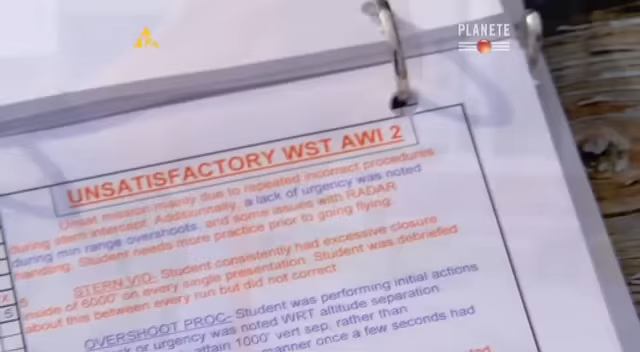 PLANETE
UNSATISFACTORY WST AWI 2
Unsat mission mainly due to repeated incorrect procedures
during stern intercept. Additionally, a lack of urgency was noted
during min range overshoots, and some issues with RADAR
handling. Student needs more practice prior to going flying.
STERN VID- Student consistently had excessive closure
inside of 6000' on every single presentation. Student was debriefed
about this between every run but did not correct
5
OVERSHOOT PROC- Student was performing initial actions
or urgency was noted WRT altitude separation.
attain 1000' vert sep, rather than
manner once a few seconds had